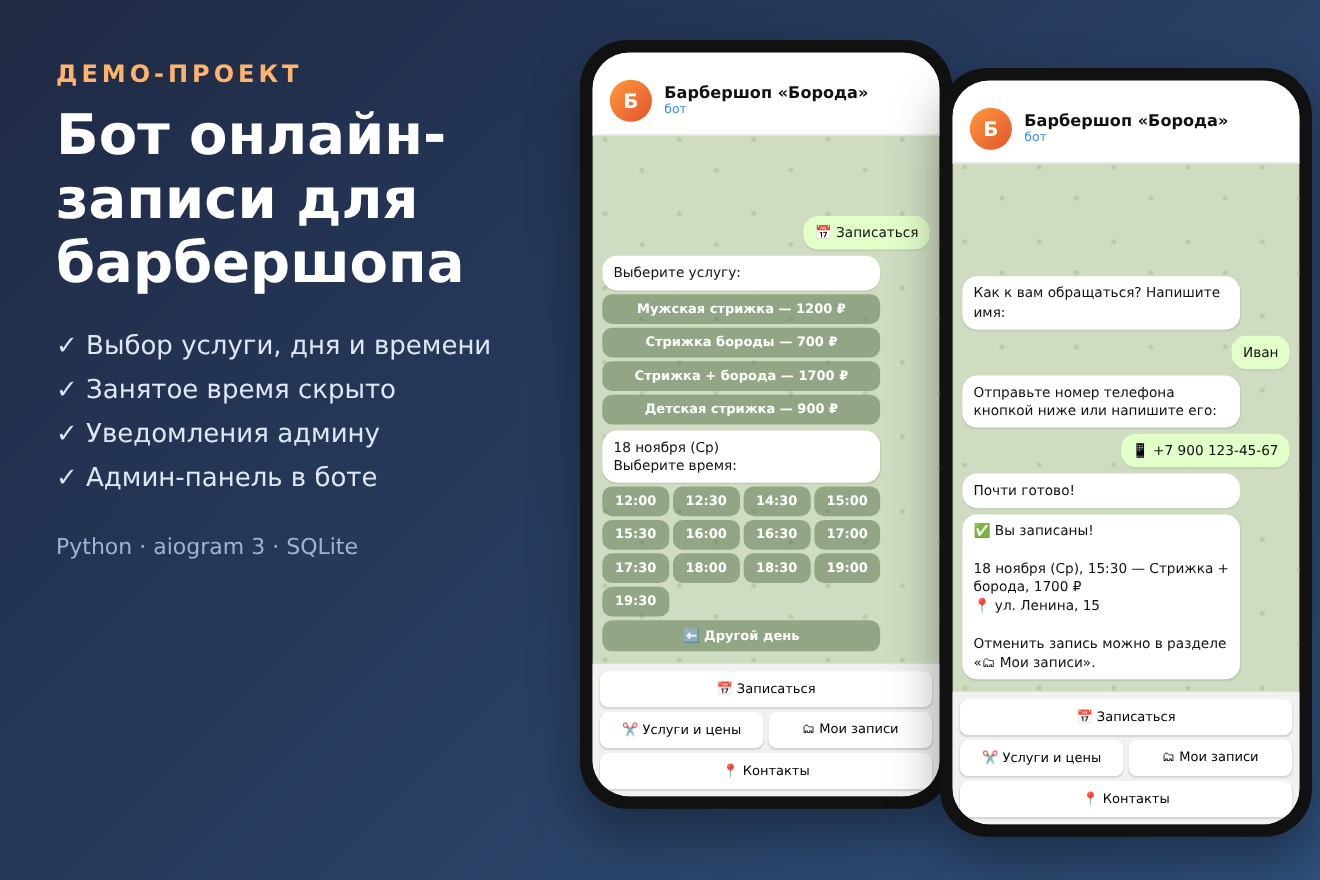 ДЕМО-ПРОЕКТ
Бот онлайн-
записи для
барбершопа
✓ Выбор услуги, дня и времени
✓ Занятое время скрыто
✓ Уведомления админу
✓ Админ-панель в боте
Python · aiogram 3 · SQLite
Б
Барбершоп «Борода»
бот
📅 Записаться
Выберите услугу:
Мужская стрижка — 1200 ₽
Стрижка бороды — 700 ₽
Стрижка + борода — 1700 ₽
Детская стрижка — 900 ₽
18 ноября (Ср)
Выберите время:
12:00 12:30 14:30 15:00
15:30 16:00 16:30 17:00
17:30 18:00 18:30 19:00
19:30
⬅️ Другой день
📅 Записаться
✂️ Услуги и цены 🗂 Мои записи
📍 Контакты
Б
Барбершоп «Борода»
бот
Как к вам обращаться? Напишите
имя:
Иван
Отправьте номер телефона
кнопкой ниже или напишите его:
📱 +7 900 123-45-67
Почти готово!
✅ Вы записаны!
18 ноября (Ср), 15:30 — Стрижка +
борода, 1700 ₽
📍 ул. Ленина, 15
Отменить запись можно в разделе
«🗂 Мои записи».
📅 Записаться
✂️ Услуги и цены 🗂 Мои записи
📍 Контакты